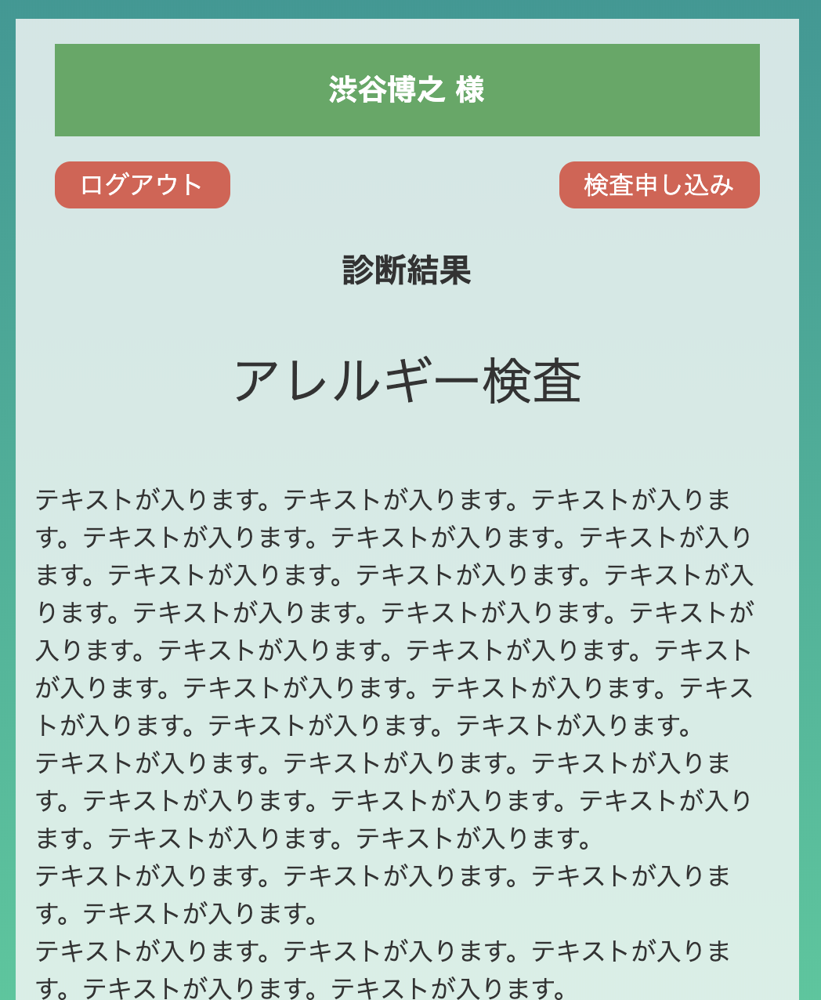 渋谷博之 様
ログアウト
検査申し込み
診断結果
アレルギー検査
テキストが入ります。テキストが入ります。テキストが入りま
す。テキストが入ります。テキストが入ります。テキストが入り
ます。テキストが入ります。テキストが入ります。テキストが入
ります。テキストが入ります。テキストが入ります。テキストが
入ります。テキストが入ります。テキストが入ります。テキスト
が入ります。テキストが入ります。テキストが入ります。テキス
トが入ります。テキストが入ります。テキストが入ります。
テキストが入ります。テキストが入ります。テキストが入りま
す。テキストが入ります。テキストが入ります。テキストが入り
ます。テキストが入ります。テキストが入ります。
テキストが入ります。テキストが入ります。テキストが入りま
す。テキストが入ります。
テキストが入ります。テキストが入ります。テキストが入りま
す。テキストが入ります。テキストが入ります。